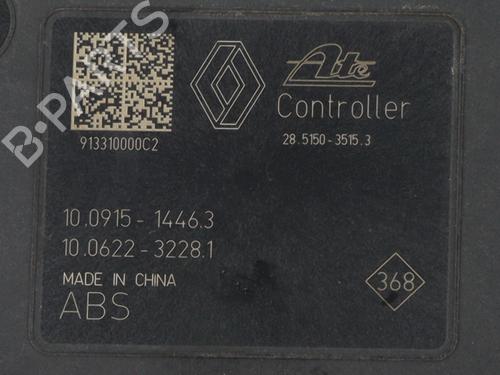 B-PARTS
Ate
Controller
913310000C2
28.5150-3515.3
10.0915-1446.3
10.0622-3228.1
MADE IN CHINA
ABS
368